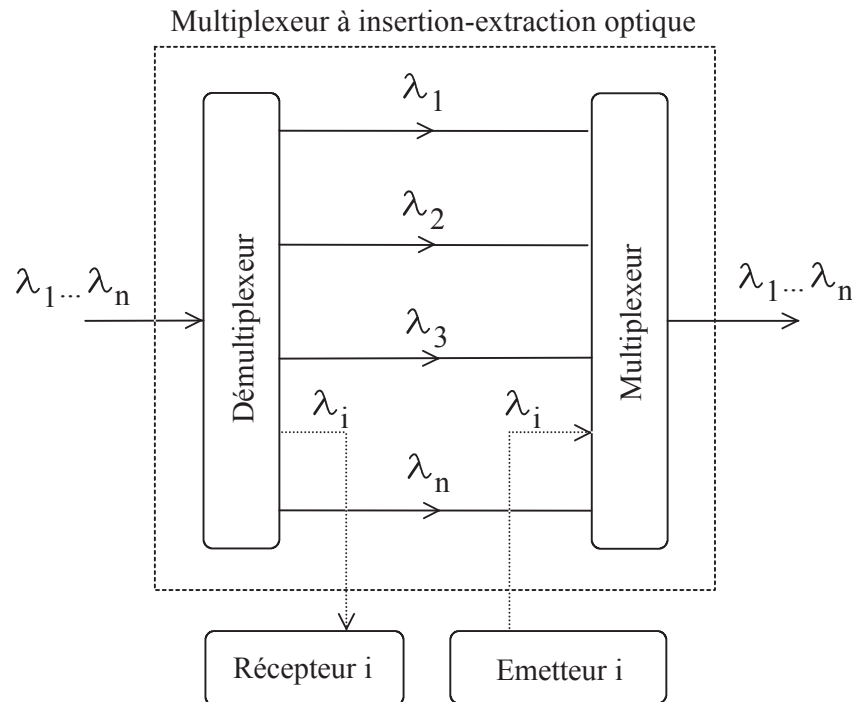 Multiplexeur à insertion-extraction optique
λ1
λ2
λ1... λn
λ1... λn
λ3
Démultiplexeur
Multiplexeur
λi
λi
λn
Récepteur i
Emetteur i